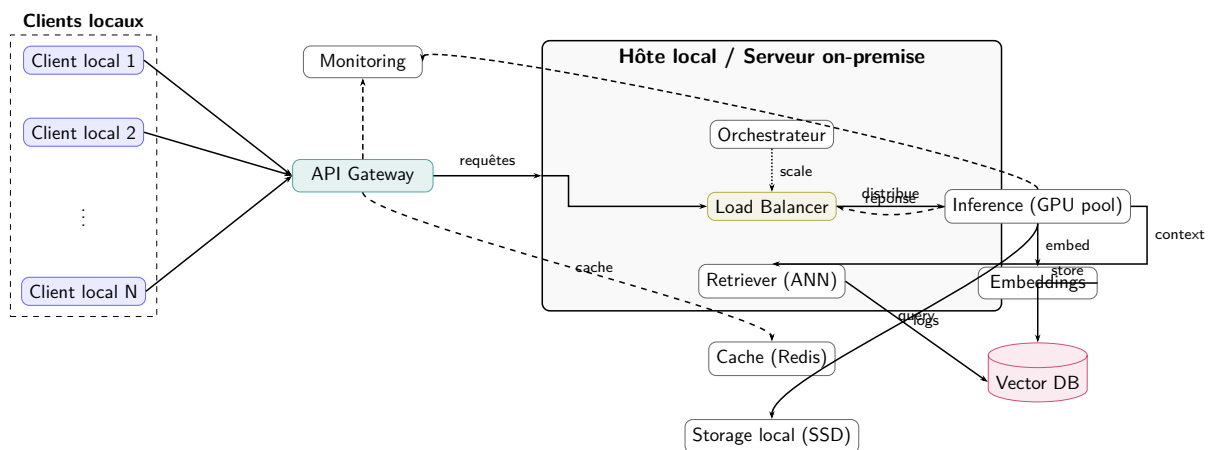 Clients locaux
Client local 1
Monitoring
Hôte local / Serveur on-premise
Client local 2
Orchestrateur
API Gateway
requêtes
scale
distribue
réponse
Load Balancer
Inference (GPU pool)
⋮
context
embed
cache
store
Client local N
Retriever (ANN)
Embeddings
query
logs
Cache (Redis)
Vector DB
Storage local (SSD)